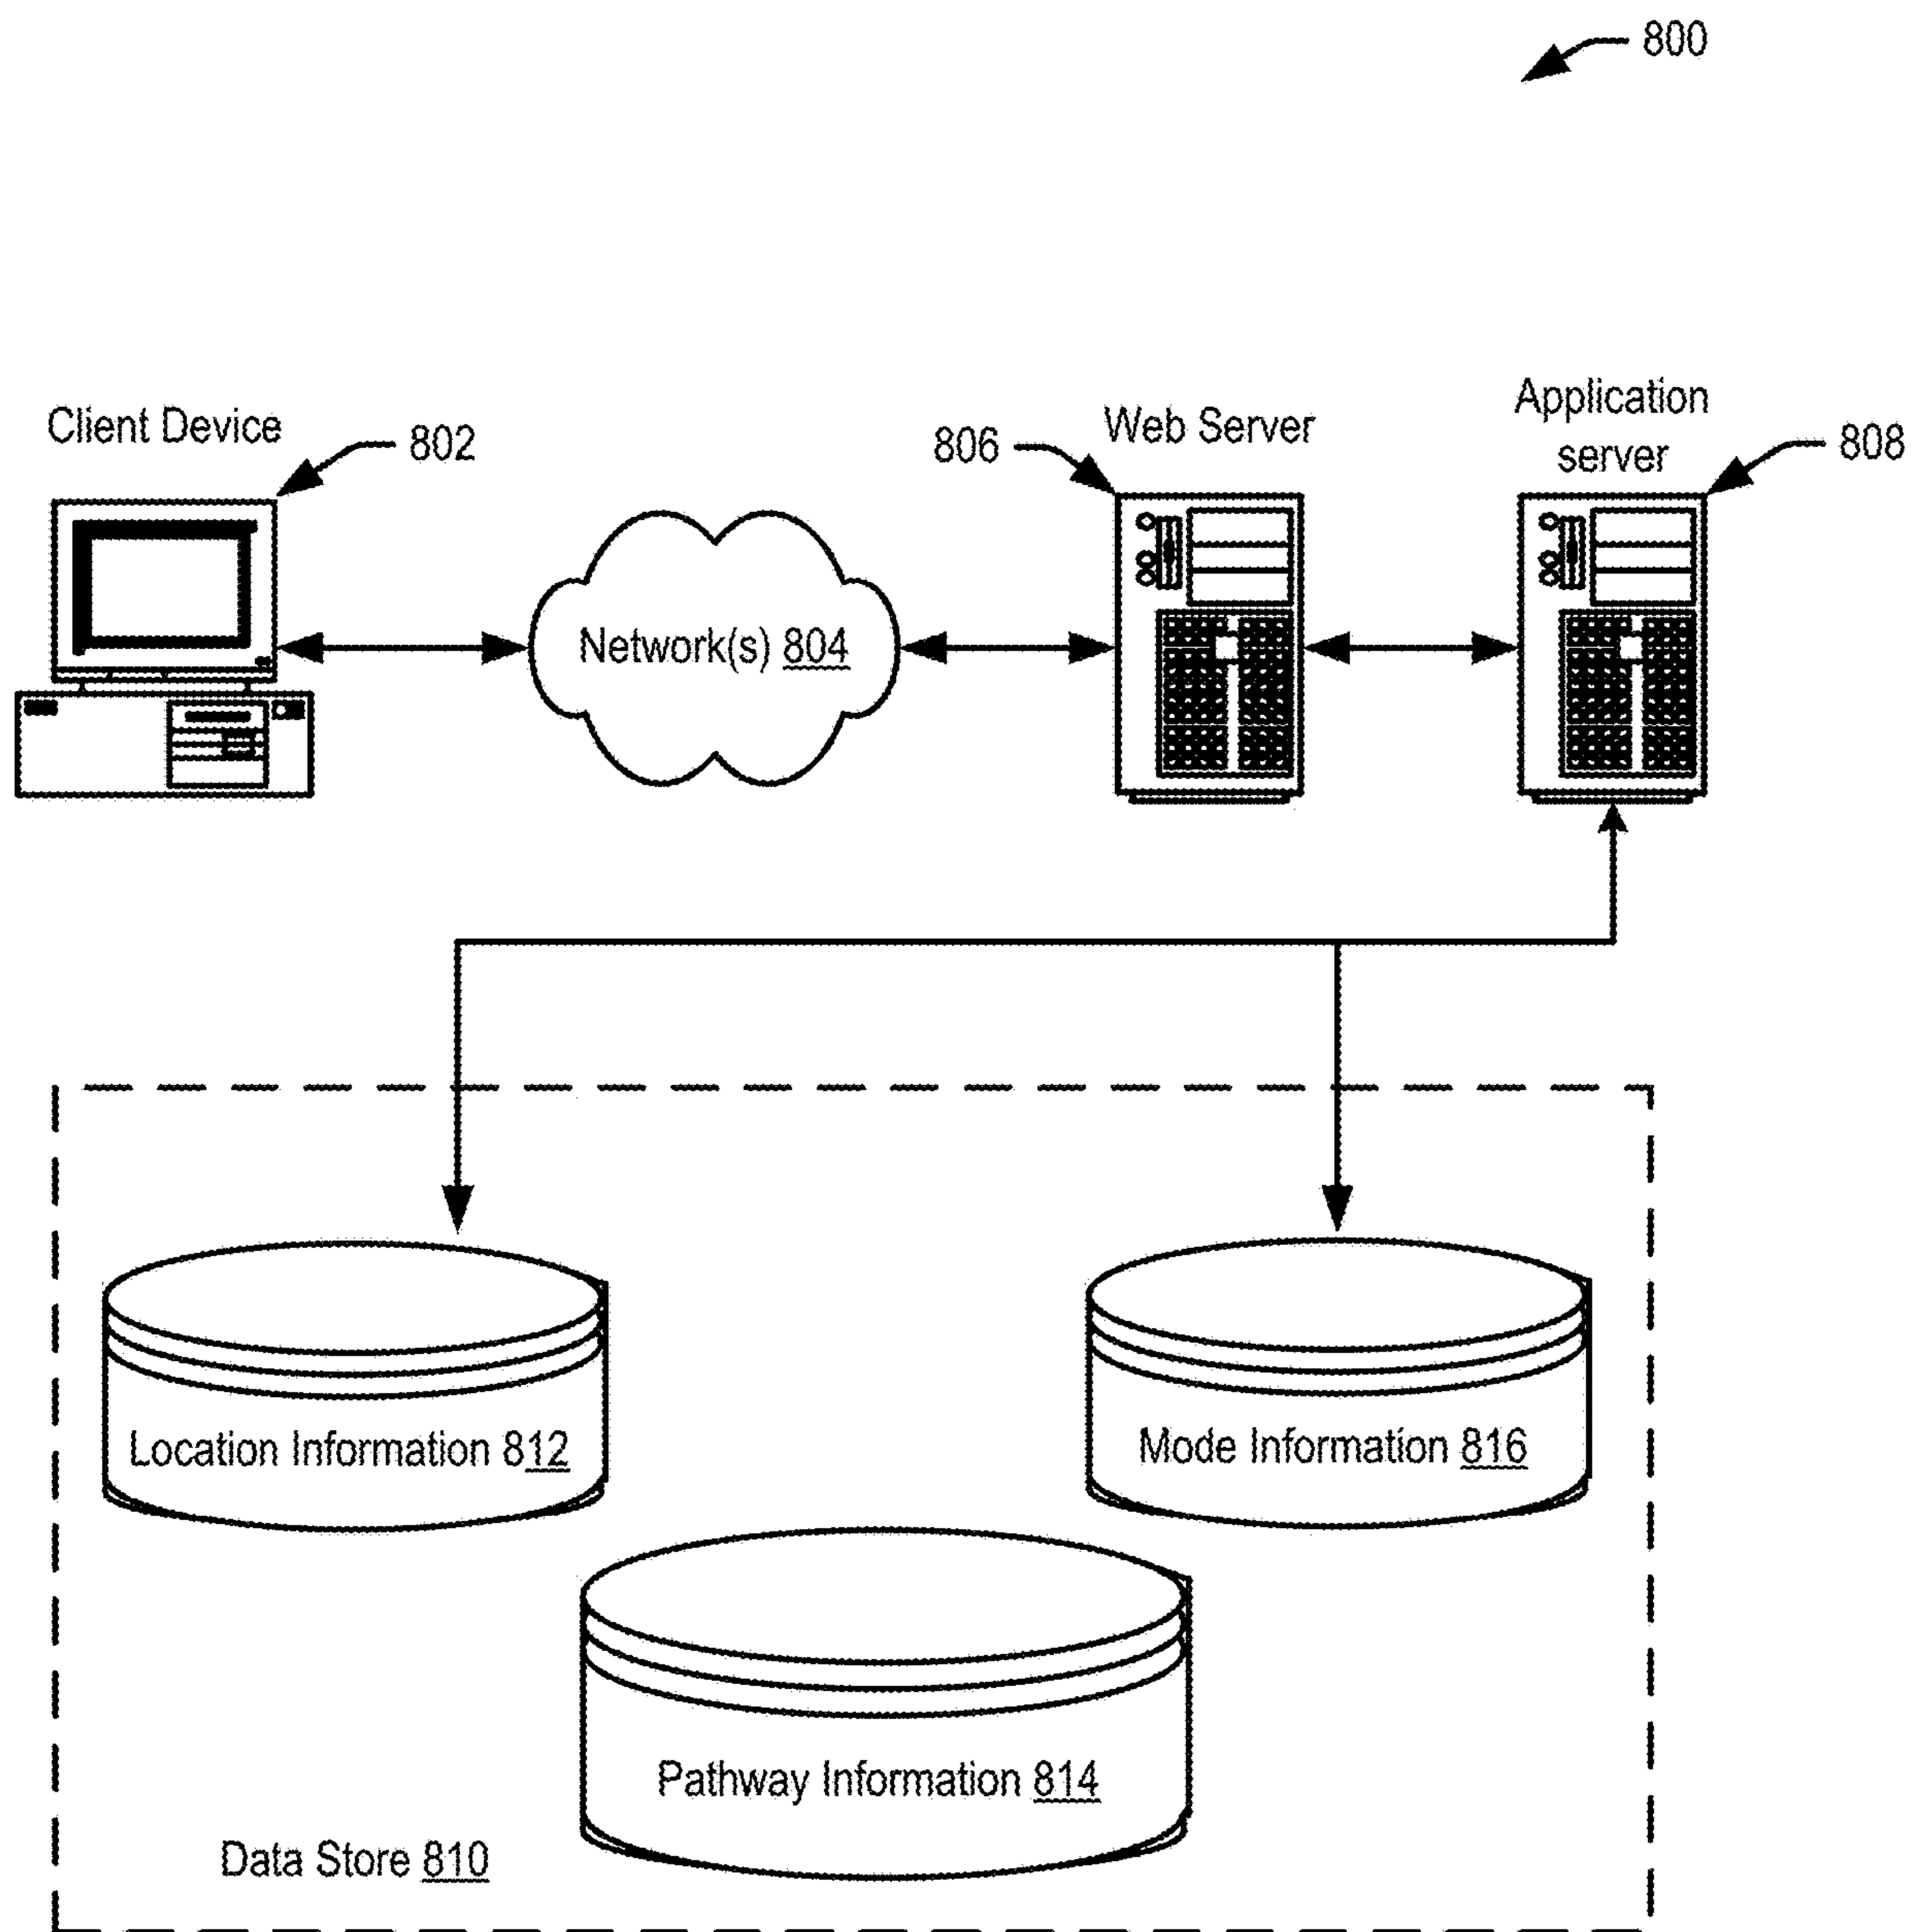 800
Client Device
802
806
Web Server
Application
server
808
Network(s) 804
Location Information 812
Mode Information 816
Pathway Information 814
Data Store 810